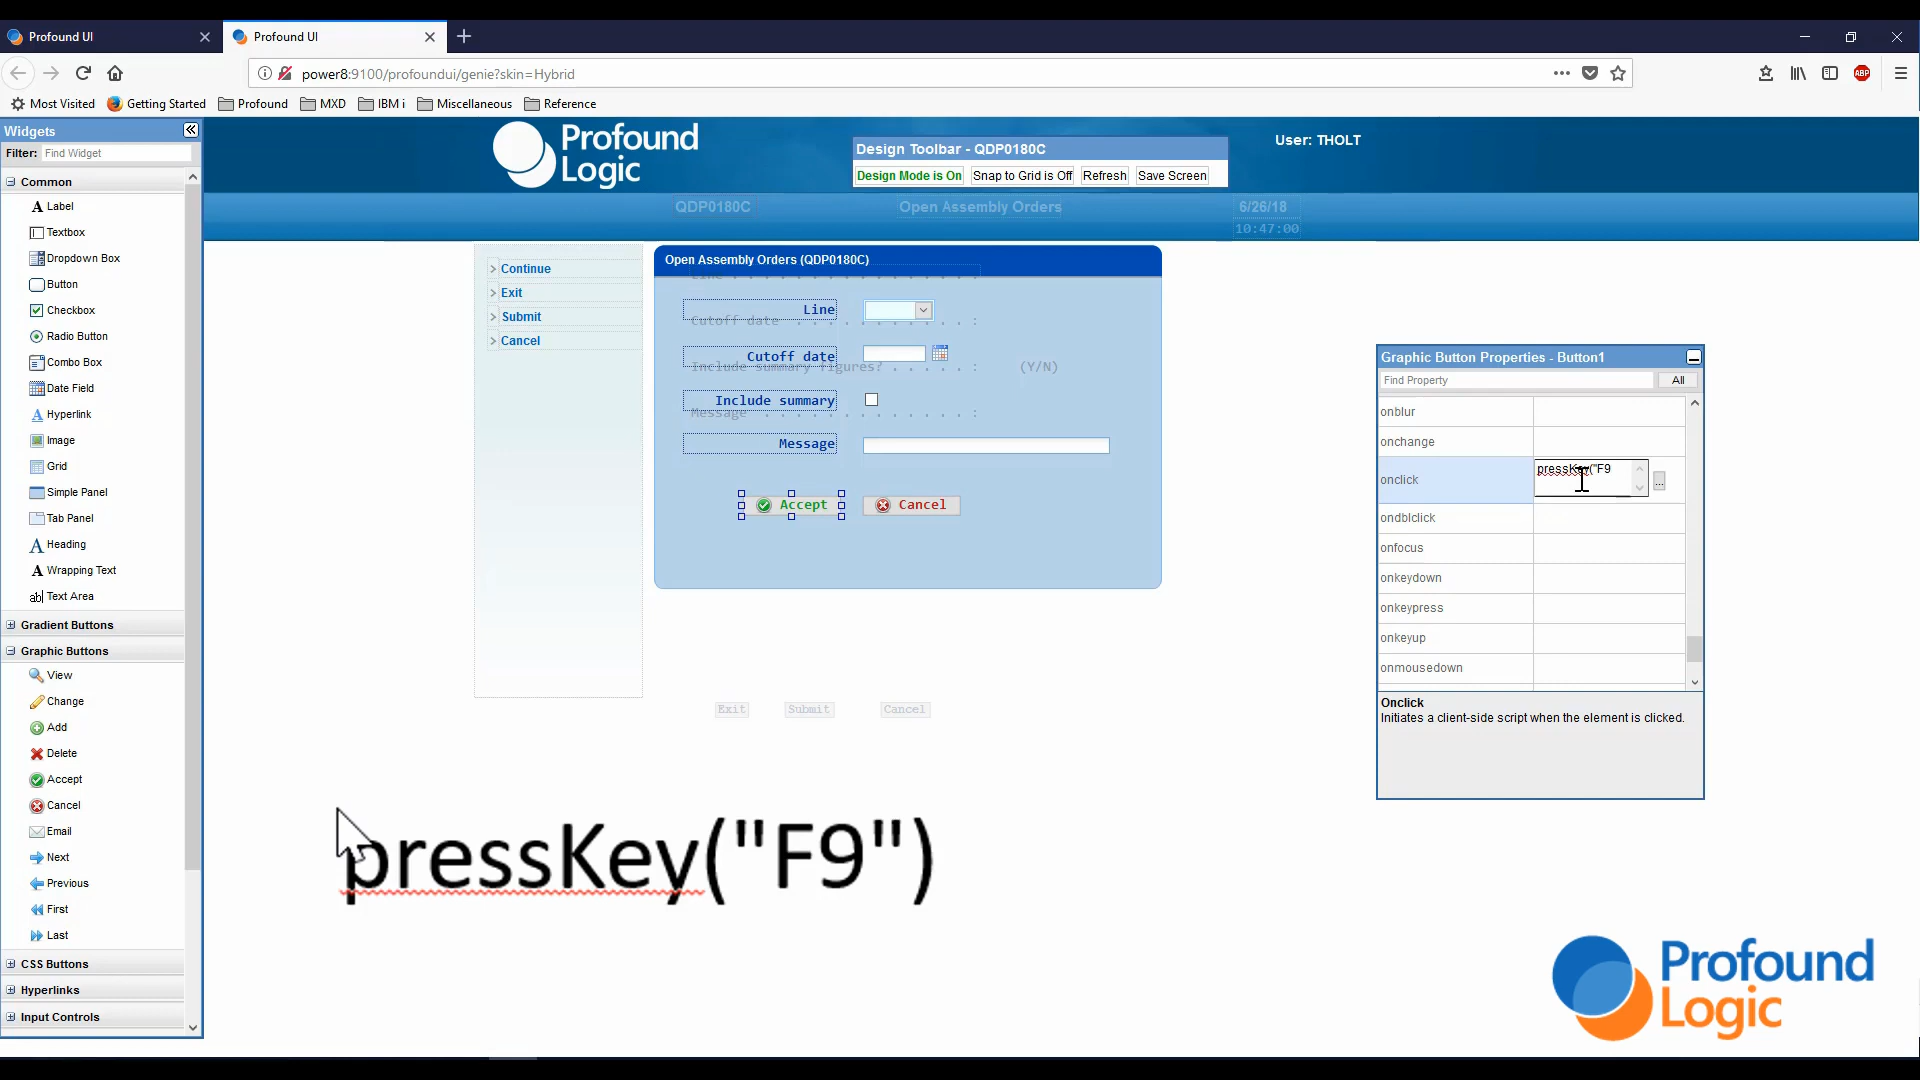 Profound UI
Profound UI
power8:9100/profoundui/genie?skin=Hybrid
Most Visited
Getting Started
Profound
MXD
IBM i
Miscellaneous
Reference
ABP
Widgets
Filter: Find Widget
Common
Label
Textbox
Dropdown Box
Button
Checkbox
Radio Button
Combo Box
Date Field
Hyperlink
Image
Grid
Simple Panel
Tab Panel
Heading
Wrapping Text
Text Area
Gradient Buttons
Graphic Buttons
View
Change
Add
Delete
Accept
Cancel
Email
Next
Previous
First
Last
CSS Buttons
Hyperlinks
Input Controls
Profound
Logic
Design Toolbar - QDP0180C
Design Mode is On Snap to Grid is Off Refresh Save Screen
User: THOLT
QDP0180C Open Assembly Orders 6/26/18
10:47:00
> Continue
> Exit
> Submit
> Cancel
Open Assembly Orders (QDP0180C)
Line . . . . . . . . . . . . . . . :
Line
Cutoff date . . . . . . . . . . . :
Cutoff date
Include summary figures? . . . . . : (Y/N)
Include summary
Message . . . . . . . . . . . . :
Message
Accept
Cancel
Exit Submit Cancel
Graphic Button Properties - Button1
Find Property All
onblur
onchange
onclick pressKey("F9 ...
ondblclick
onfocus
onkeydown
onkeypress
onkeyup
onmousedown
Onclick
Initiates a client-side script when the element is clicked.
pressKey("F9")
Profound
Logic